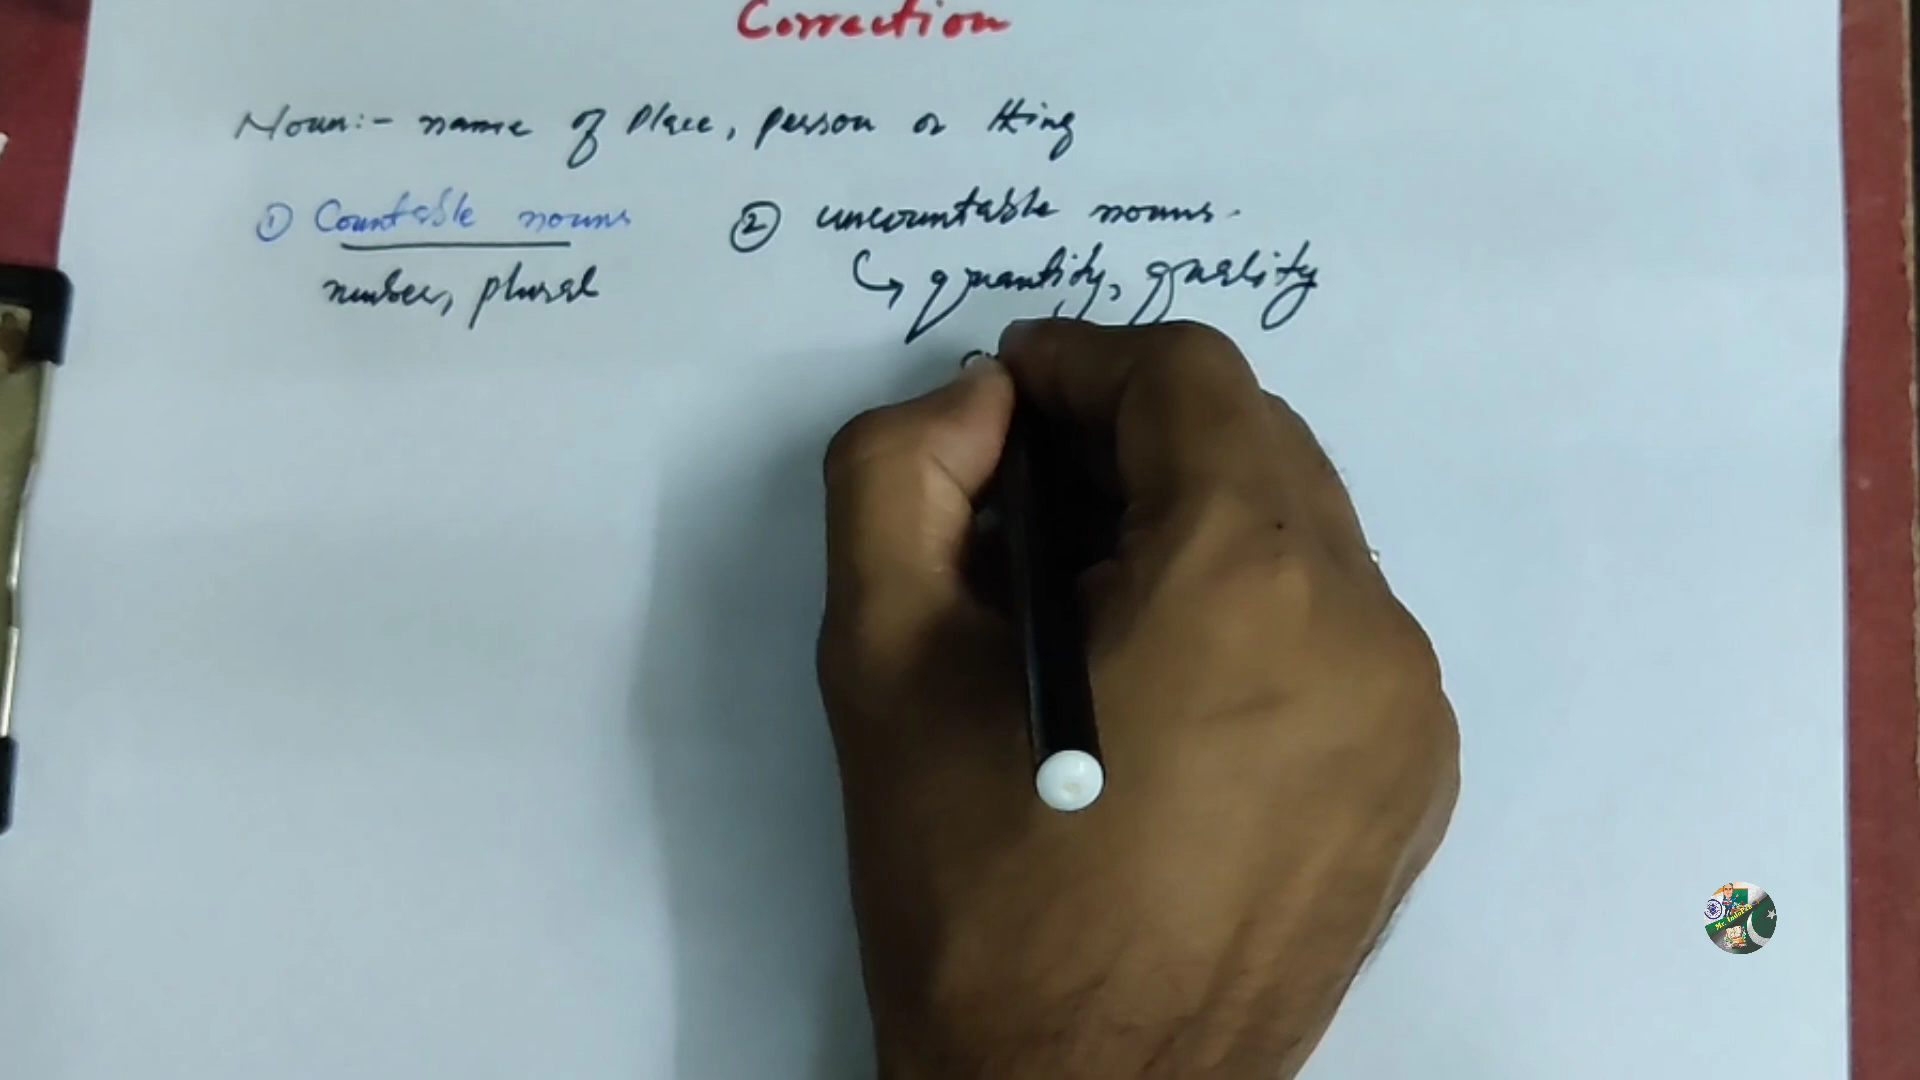 Correction
Noun:- name of Place, person or thing
① Countable nouns ② uncountable nouns.
number, plural ↳ quantity, quality